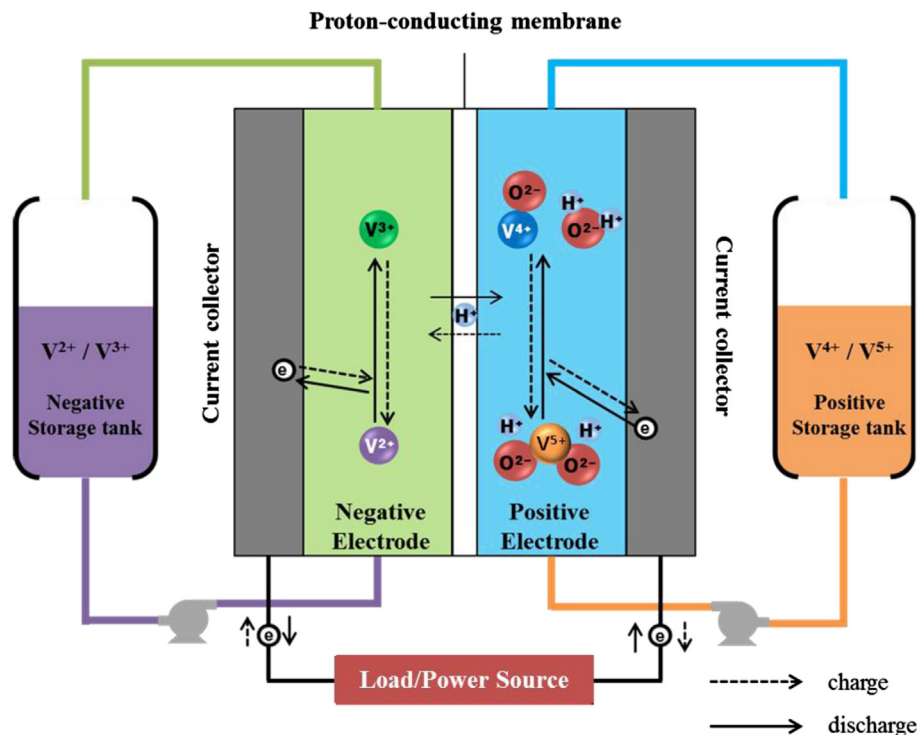 Proton-conducting membrane
Current collector
Current collector
O²⁻
H⁺
V³⁺
V⁴⁺
O²⁻
H⁺
H⁺
V²⁺ / V³⁺
Negative
Storage tank
V⁴⁺ / V⁵⁺
Positive
Storage tank
e
e
V²⁺
H⁺
H⁺
V⁵⁺
O²⁻
O²⁻
Negative
Electrode
Positive
Electrode
e
e
Load/Power Source
charge
discharge